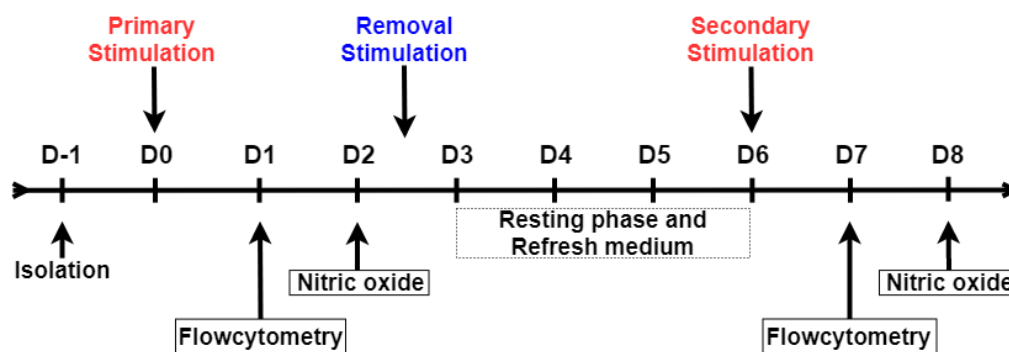 Primary
Stimulation
Removal
Stimulation
Secondary
Stimulation
D-1 D0 D1 D2 D3 D4 D5 D6 D7 D8
Resting phase and
Refresh medium
Isolation
Nitric oxide
Nitric oxide
Flowcytometry
Flowcytometry